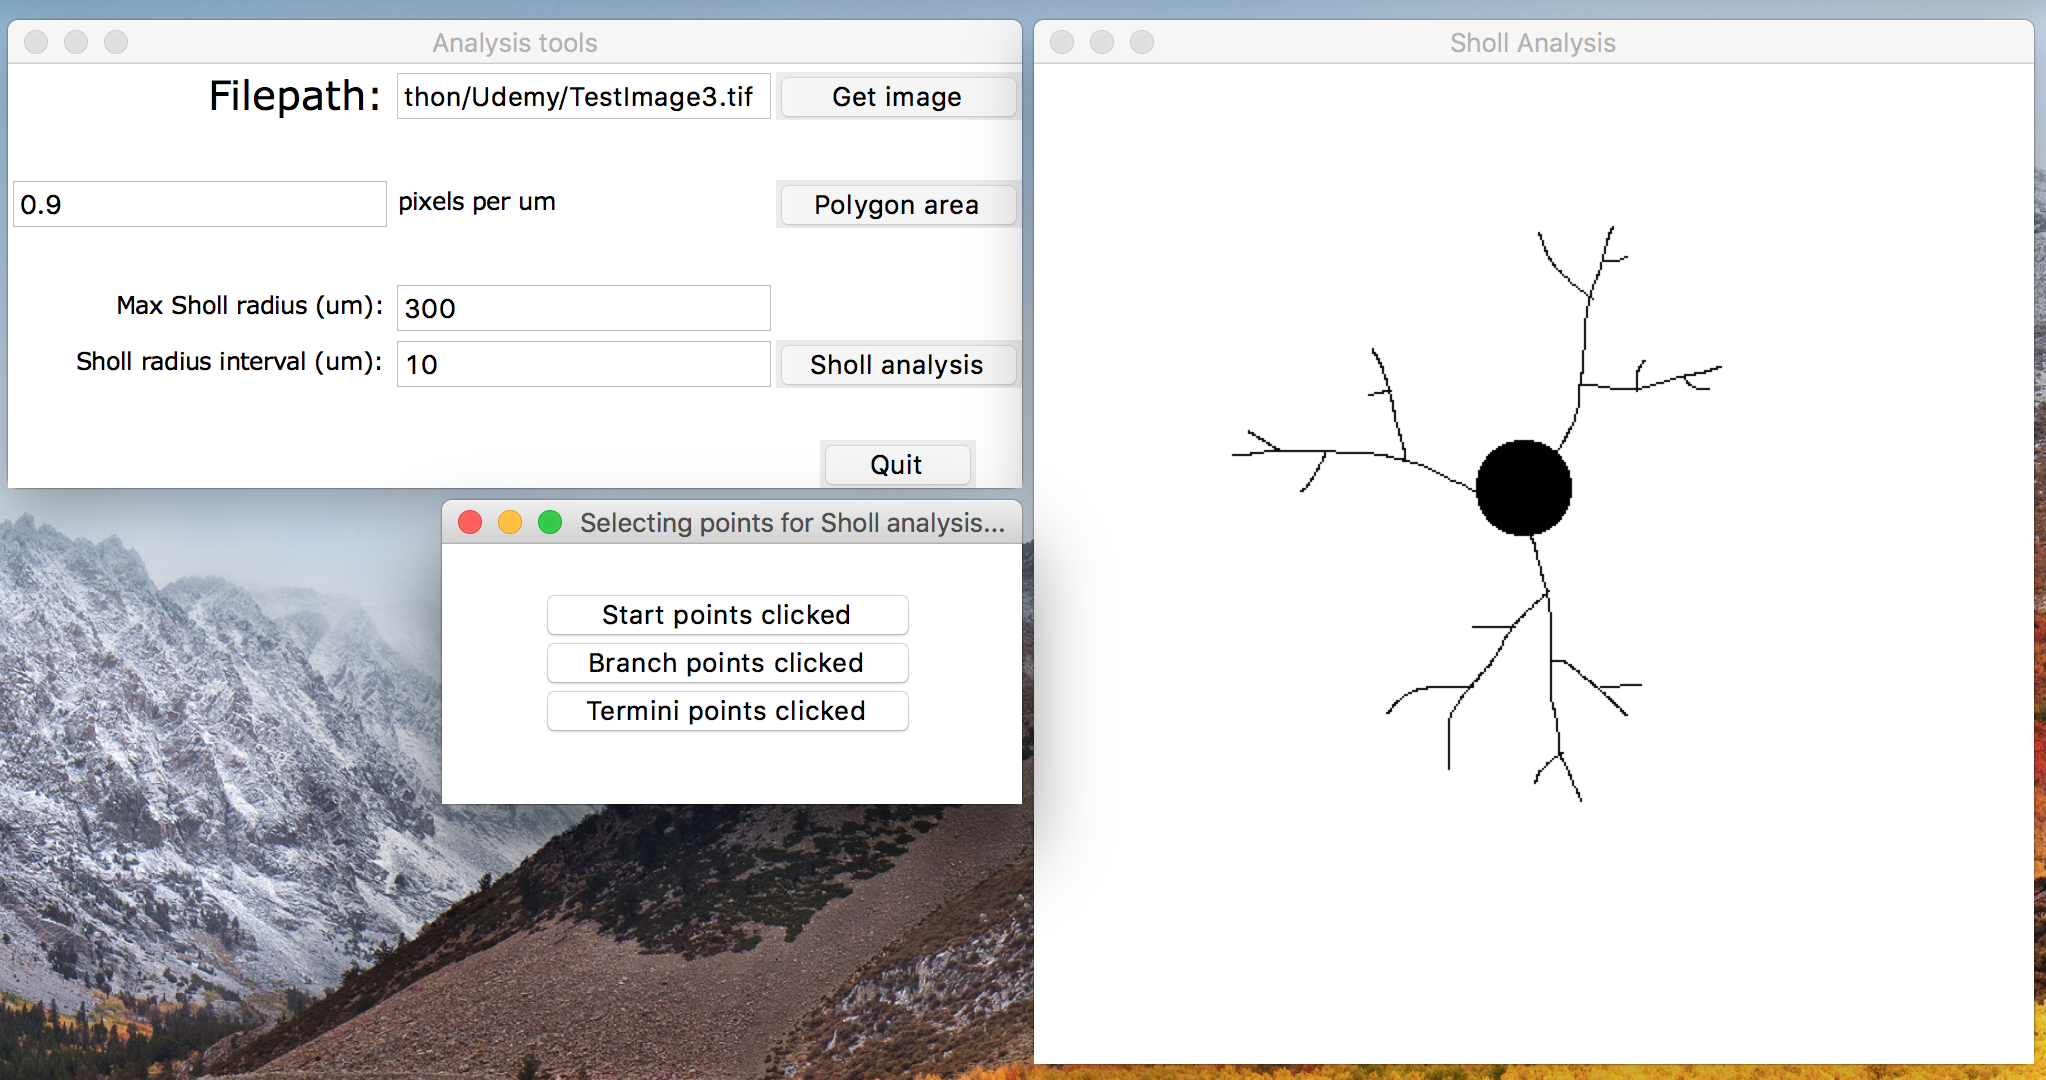 Analysis tools
Filepath: thon/Udemy/TestImage3.tif Get image
0.9 pixels per um Polygon area
Max Sholl radius (um): 300
Sholl radius interval (um): 10 Sholl analysis
Quit
Selecting points for Sholl analysis...
Start points clicked
Branch points clicked
Termini points clicked
Sholl Analysis